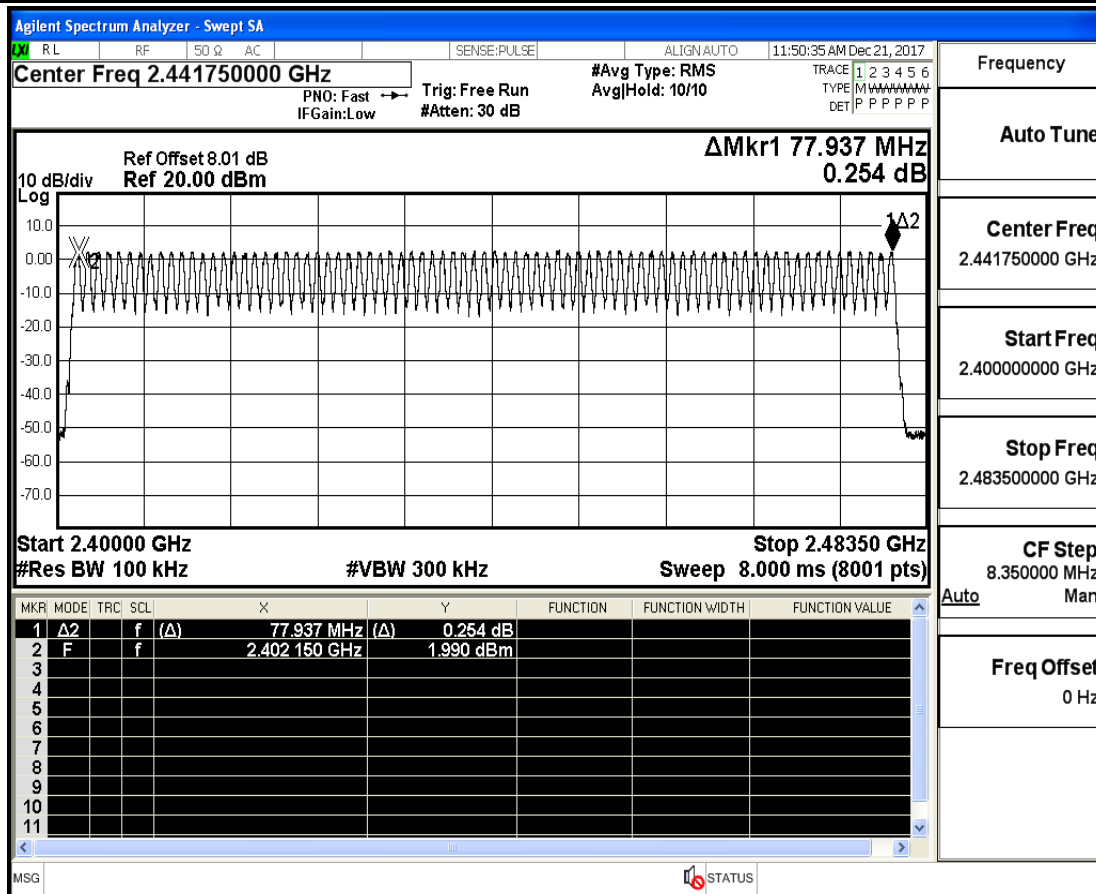 Agilent Spectrum Analyzer - Swept SA
LXI RL RF 50 Ω AC SENSE:PULSE ALIGN AUTO 11:50:35 AM Dec 21, 2017
Center Freq 2.441750000 GHz
PNO: Fast
IFGain:Low
Trig: Free Run
#Atten: 30 dB
#Avg Type: RMS
Avg|Hold: 10/10
TRACE 1 2 3 4 5 6
TYPE M
DET P P P P P P
ΔMkr1 77.937 MHz
0.254 dB
Ref Offset 8.01 dB
10 dB/div Ref 20.00 dBm
Log
10.0
0.00
-10.0
-20.0
-30.0
-40.0
-50.0
-60.0
-70.0
2
1Δ2
Start 2.40000 GHz Stop 2.48350 GHz
#Res BW 100 kHz #VBW 300 kHz Sweep 8.000 ms (8001 pts)
MKR MODE TRC SCL X Y FUNCTION FUNCTION WIDTH FUNCTION VALUE
1 Δ2 f (Δ) 77.937 MHz (Δ) 0.254 dB
2 F f 2.402 150 GHz 1.990 dBm
3
4
5
6
7
8
9
10
11
MSG STATUS
Frequency
Auto Tune
Center Freq
2.441750000 GHz
Start Freq
2.400000000 GHz
Stop Freq
2.483500000 GHz
CF Step
8.350000 MHz
Auto Man
Freq Offset
0 Hz